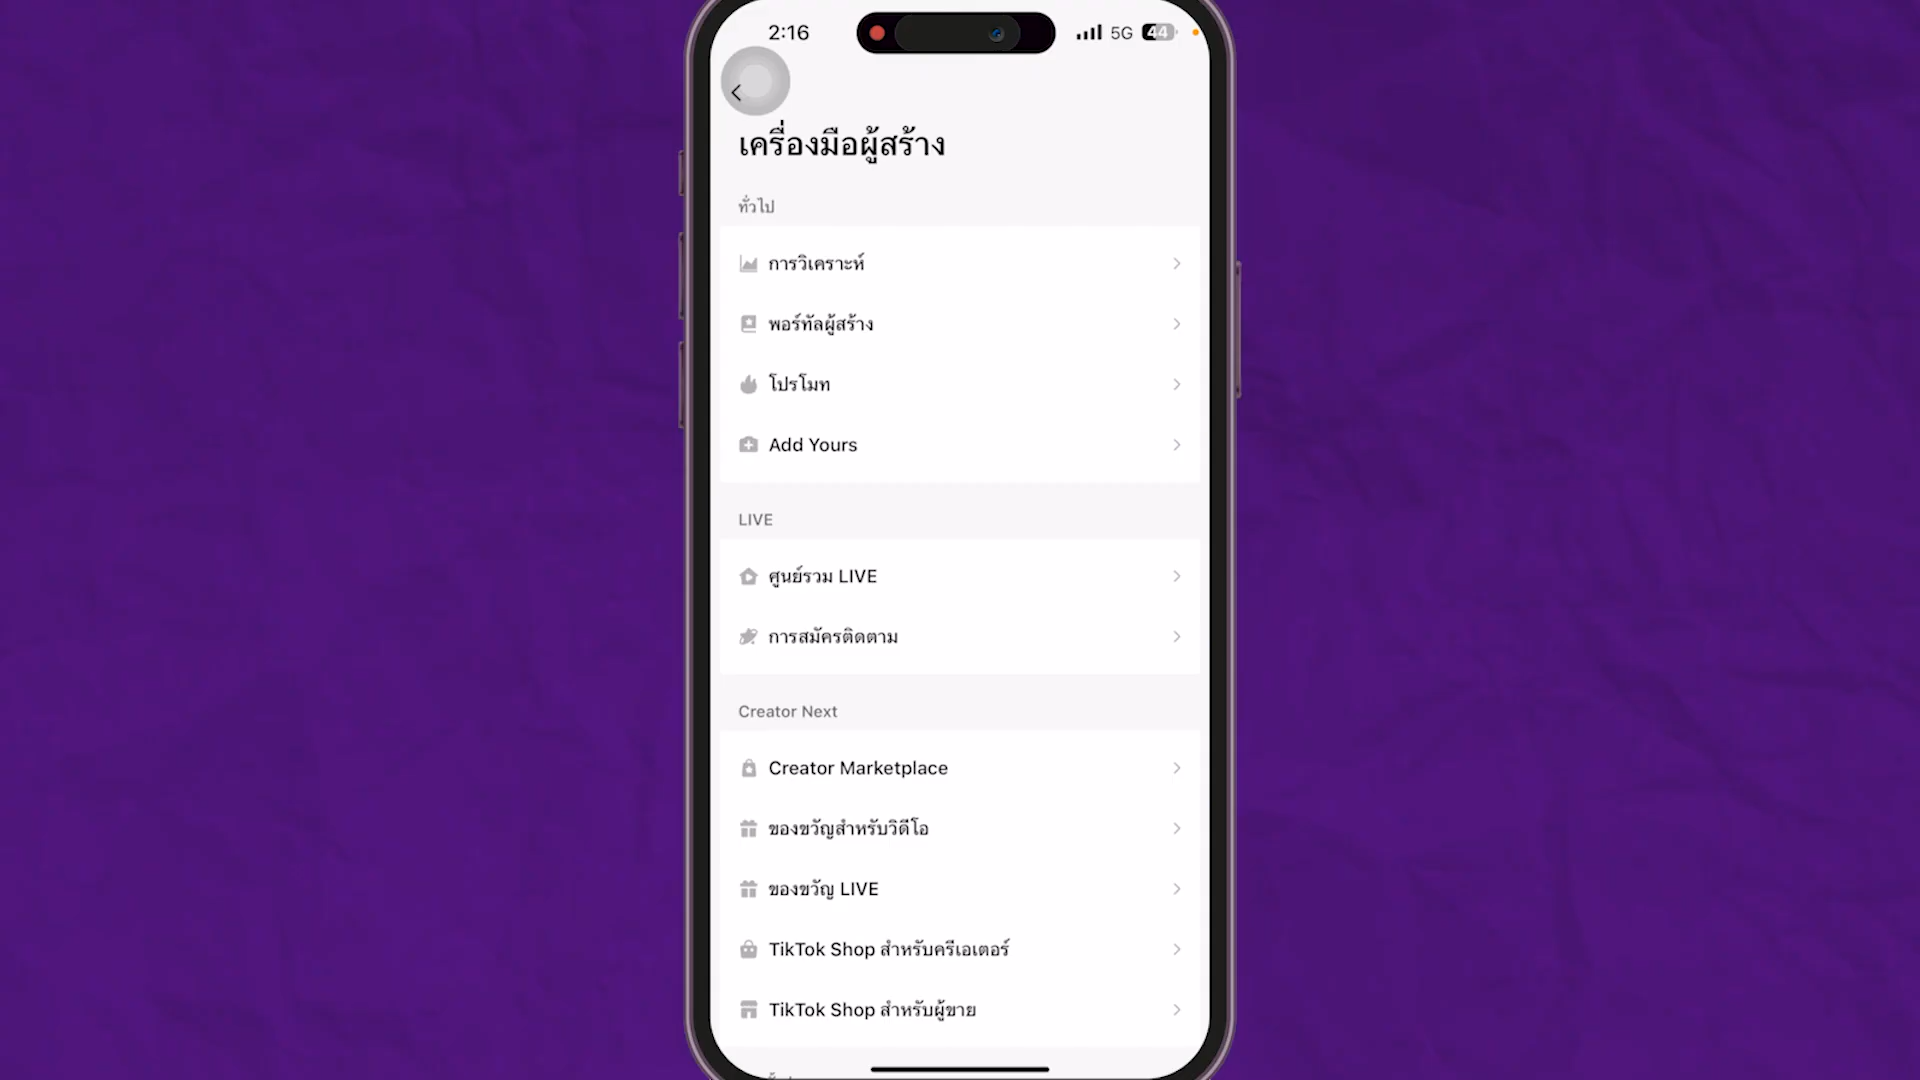 2:16
5G
44
เครื่องมือผู้สร้าง
ทั่วไป
การวิเคราะห์
พอร์ทัลผู้สร้าง
โปรโมท
Add Yours
LIVE
ศูนย์รวม LIVE
การสมัครติดตาม
Creator Next
Creator Marketplace
ของขวัญสำหรับวิดีโอ
ของขวัญ LIVE
TikTok Shop สำหรับครีเอเตอร์
TikTok Shop สำหรับผู้ขาย